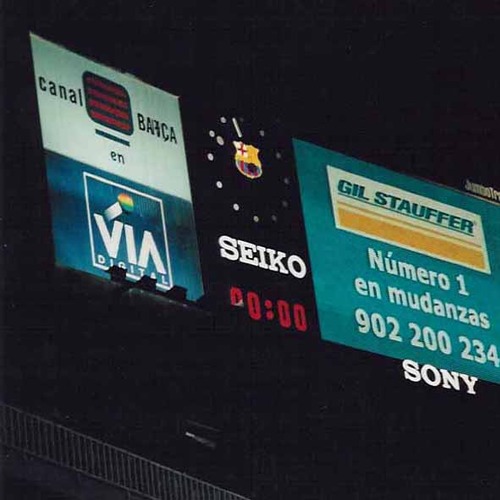 canal BARÇA
en
VIA
DIGITAL
SEIKO
00:00
GIL STAUFFER
Número 1
en mudanzas
902 200 234
SONY